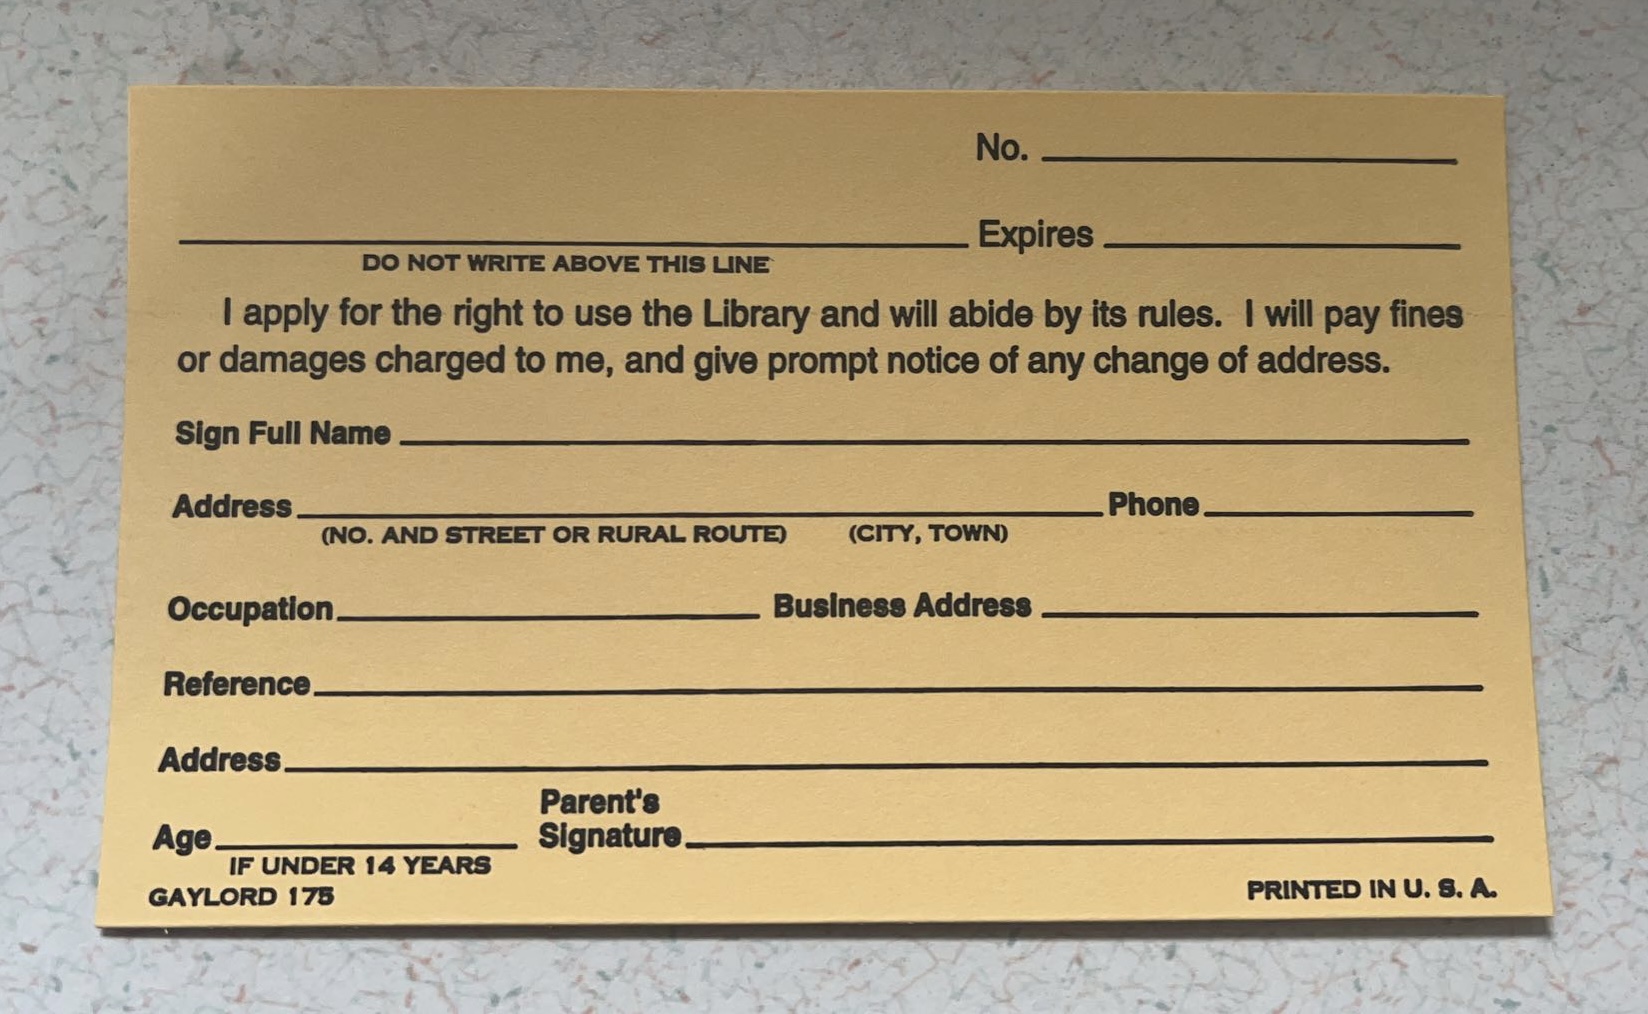 No.
Expires
DO NOT WRITE ABOVE THIS LINE
I apply for the right to use the Library and will abide by its rules. I will pay fines
or damages charged to me, and give prompt notice of any change of address.
Sign Full Name
Address Phone
(NO. AND STREET OR RURAL ROUTE) (CITY, TOWN)
Occupation Business Address
Reference
Address
Parent's
Age Signature
IF UNDER 14 YEARS
GAYLORD 175 PRINTED IN U. S. A.